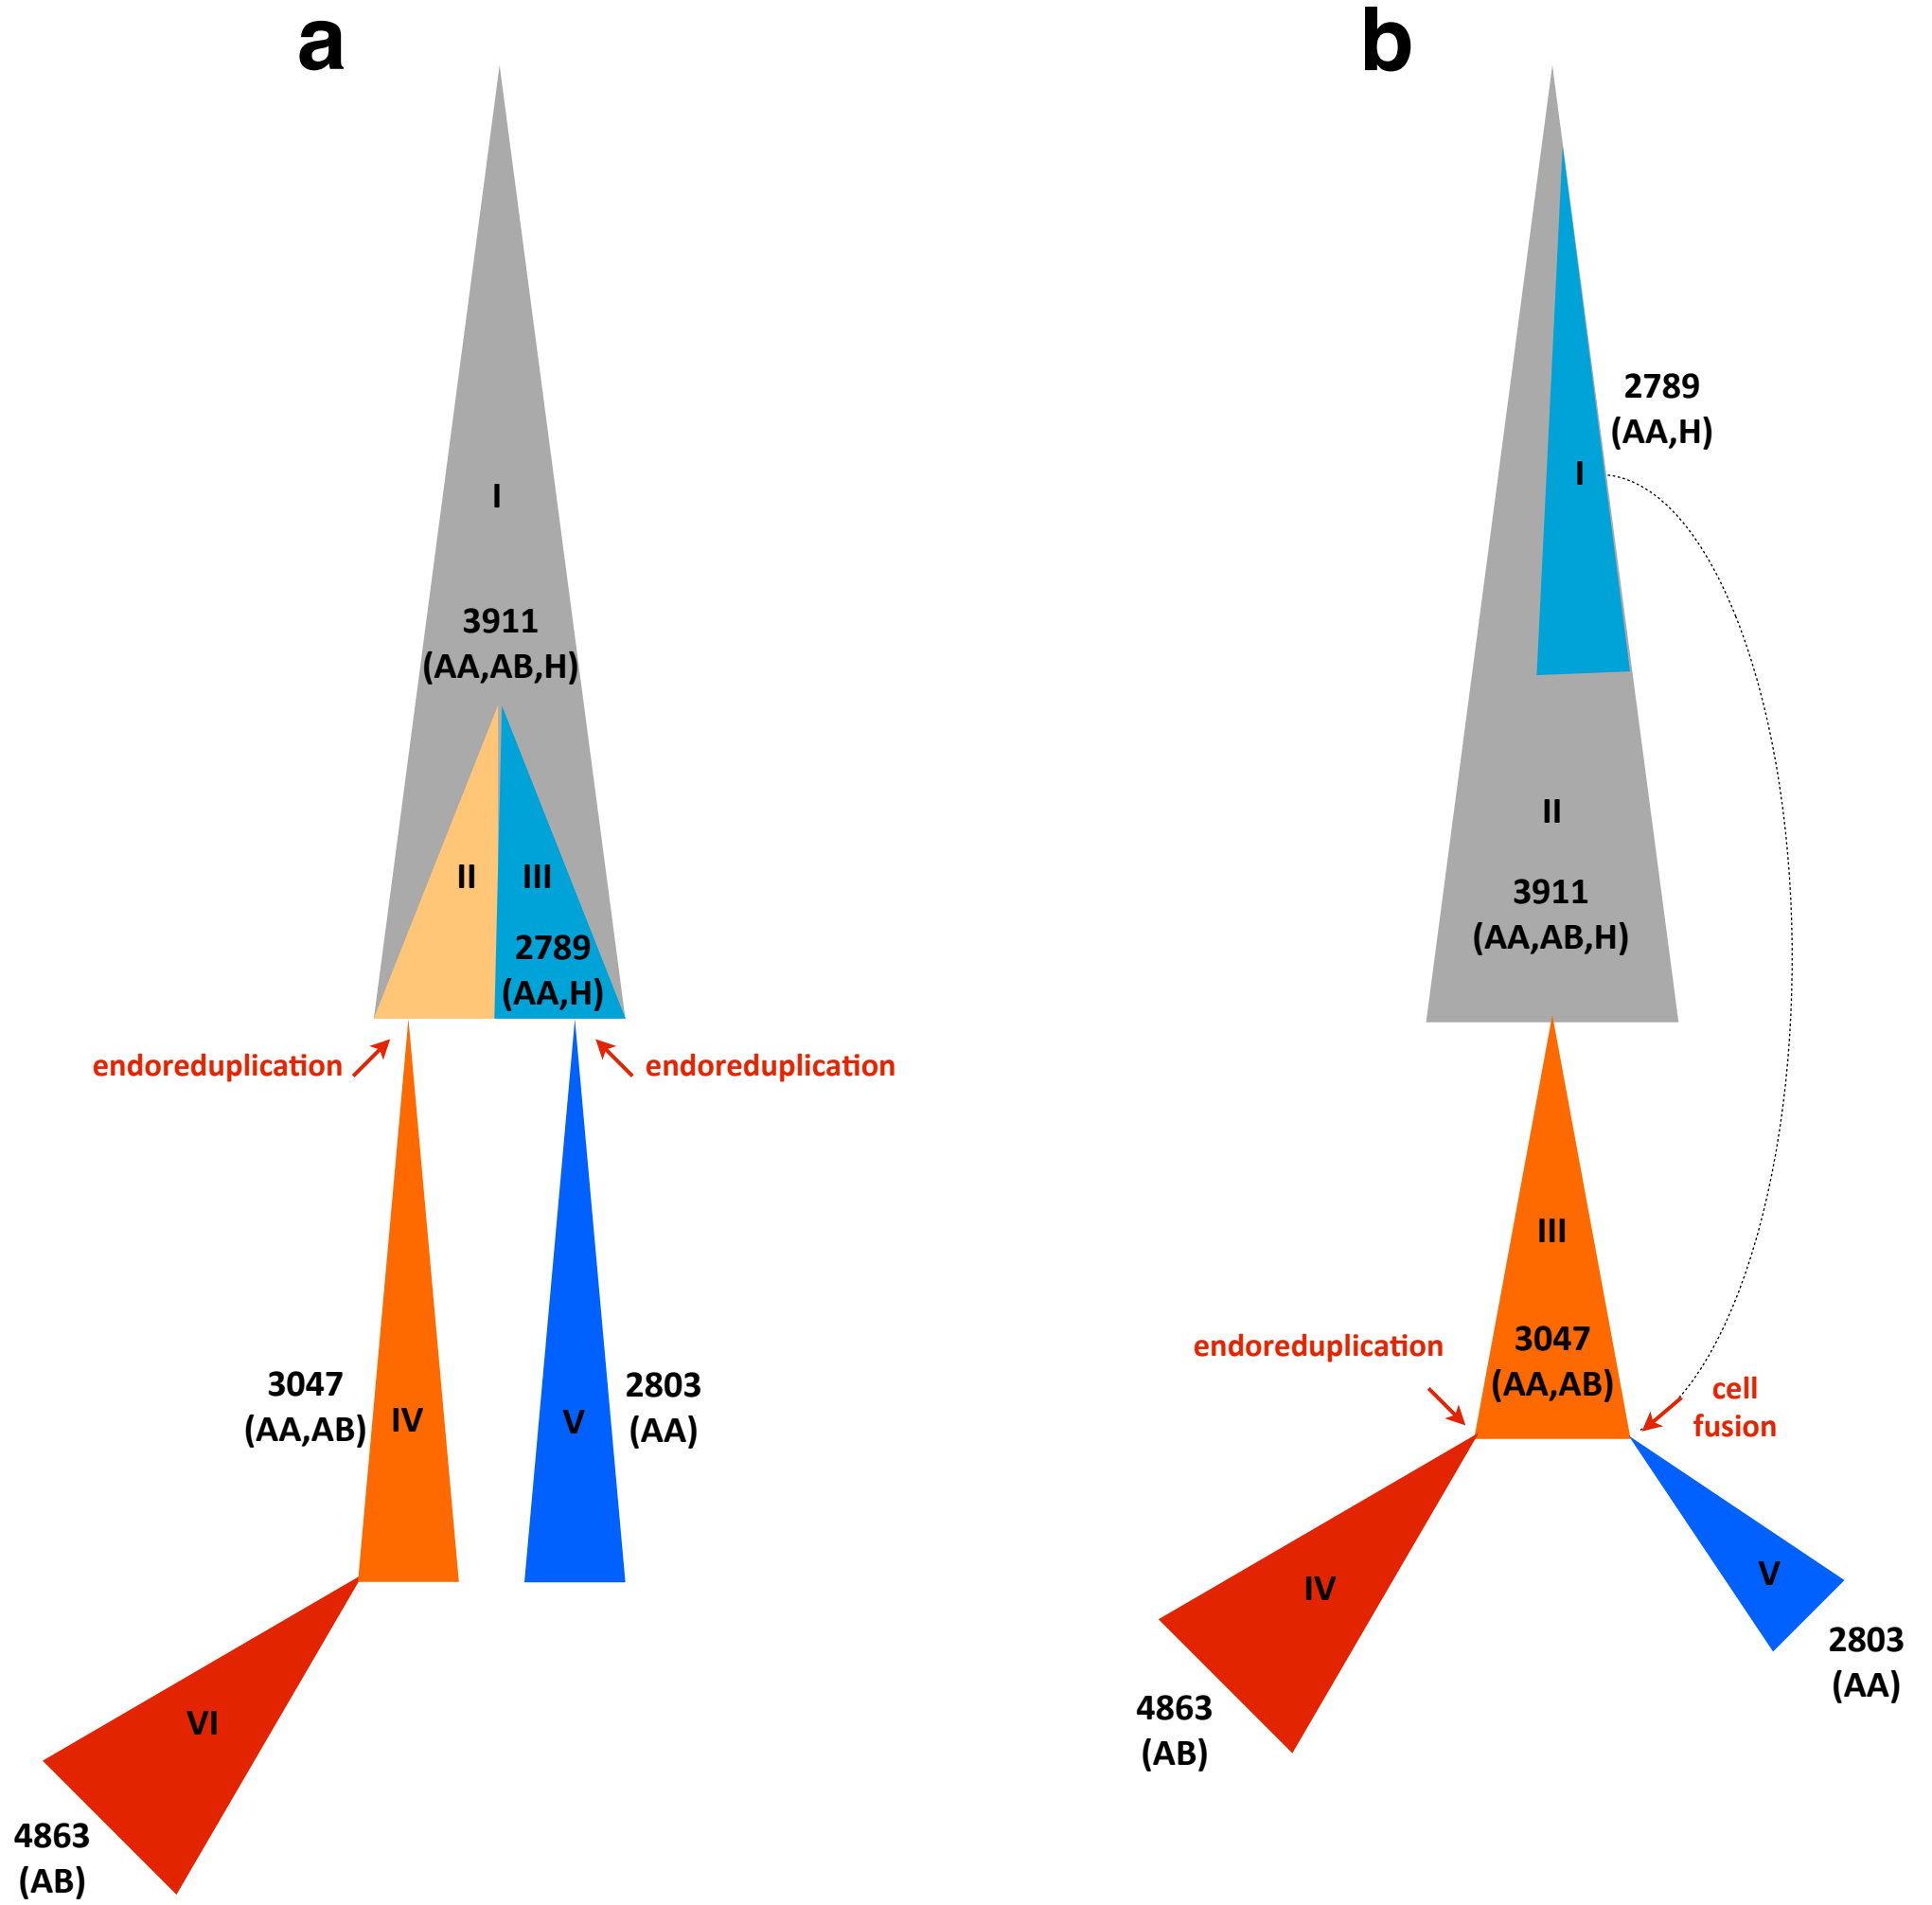 a
I
3911
(AA,AB,H)
II
III
2789
(AA,H)
endoreduplication
endoreduplication
3047
(AA,AB)
IV
V
2803
(AA)
VI
4863
(AB)
b
2789
(AA,H)
I
II
3911
(AA,AB,H)
III
3047
(AA,AB)
endoreduplication
cell
fusion
IV
4863
(AB)
V
2803
(AA)